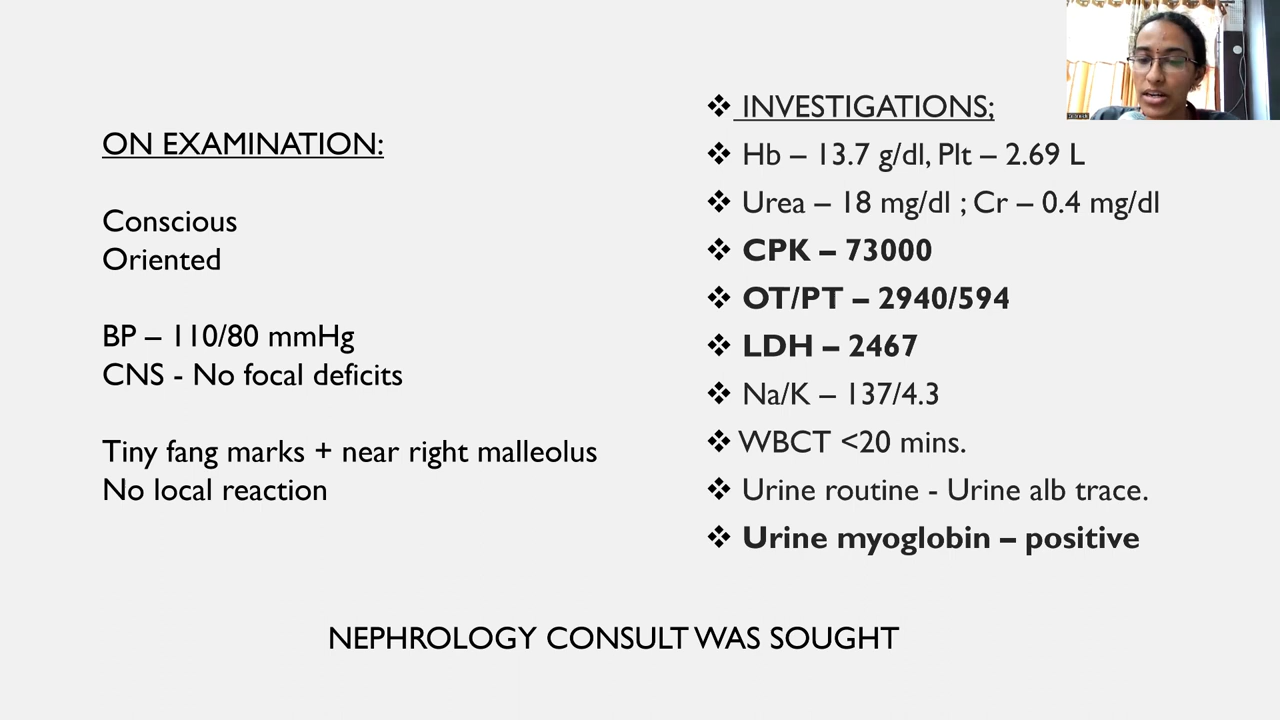 ON EXAMINATION:
Conscious
Oriented
BP – 110/80 mmHg
CNS - No focal deficits
Tiny fang marks + near right malleolus
No local reaction
❖ INVESTIGATIONS;
❖ Hb – 13.7 g/dl, Plt – 2.69 L
❖ Urea – 18 mg/dl ; Cr – 0.4 mg/dl
❖ CPK – 73000
❖ OT/PT – 2940/594
❖ LDH – 2467
❖ Na/K – 137/4.3
❖ WBCT <20 mins.
❖ Urine routine - Urine alb trace.
❖ Urine myoglobin – positive
NEPHROLOGY CONSULT WAS SOUGHT